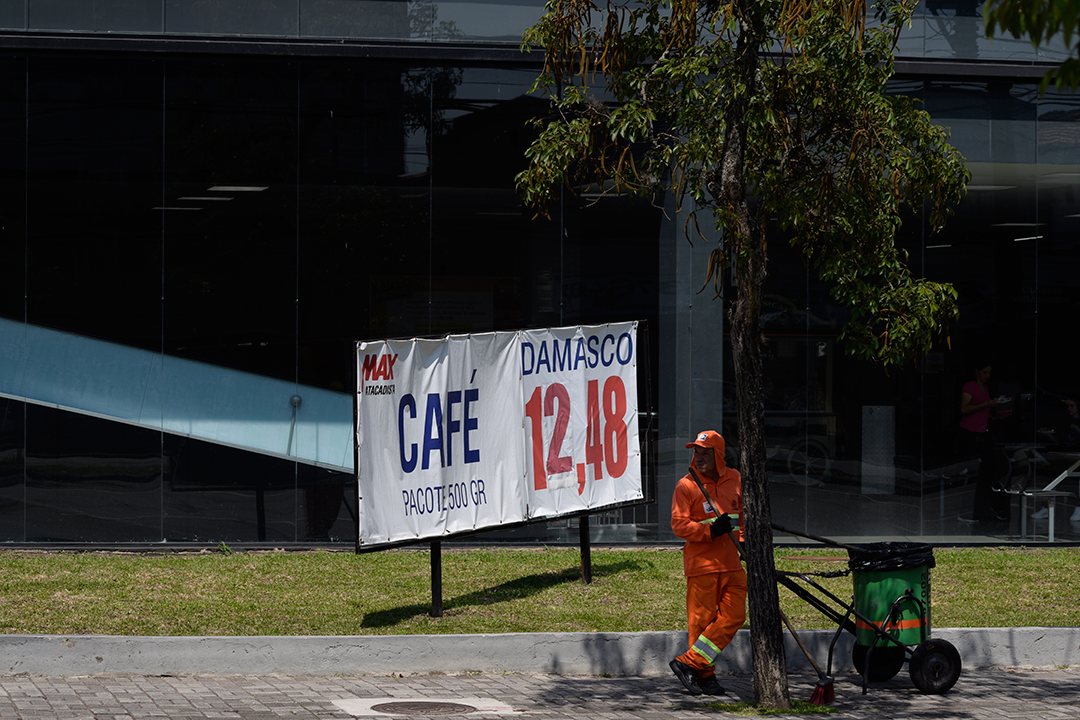 MAX
ATACADISTA
CAFÉ
PACOTE 500 GR
DAMASCO
12,48